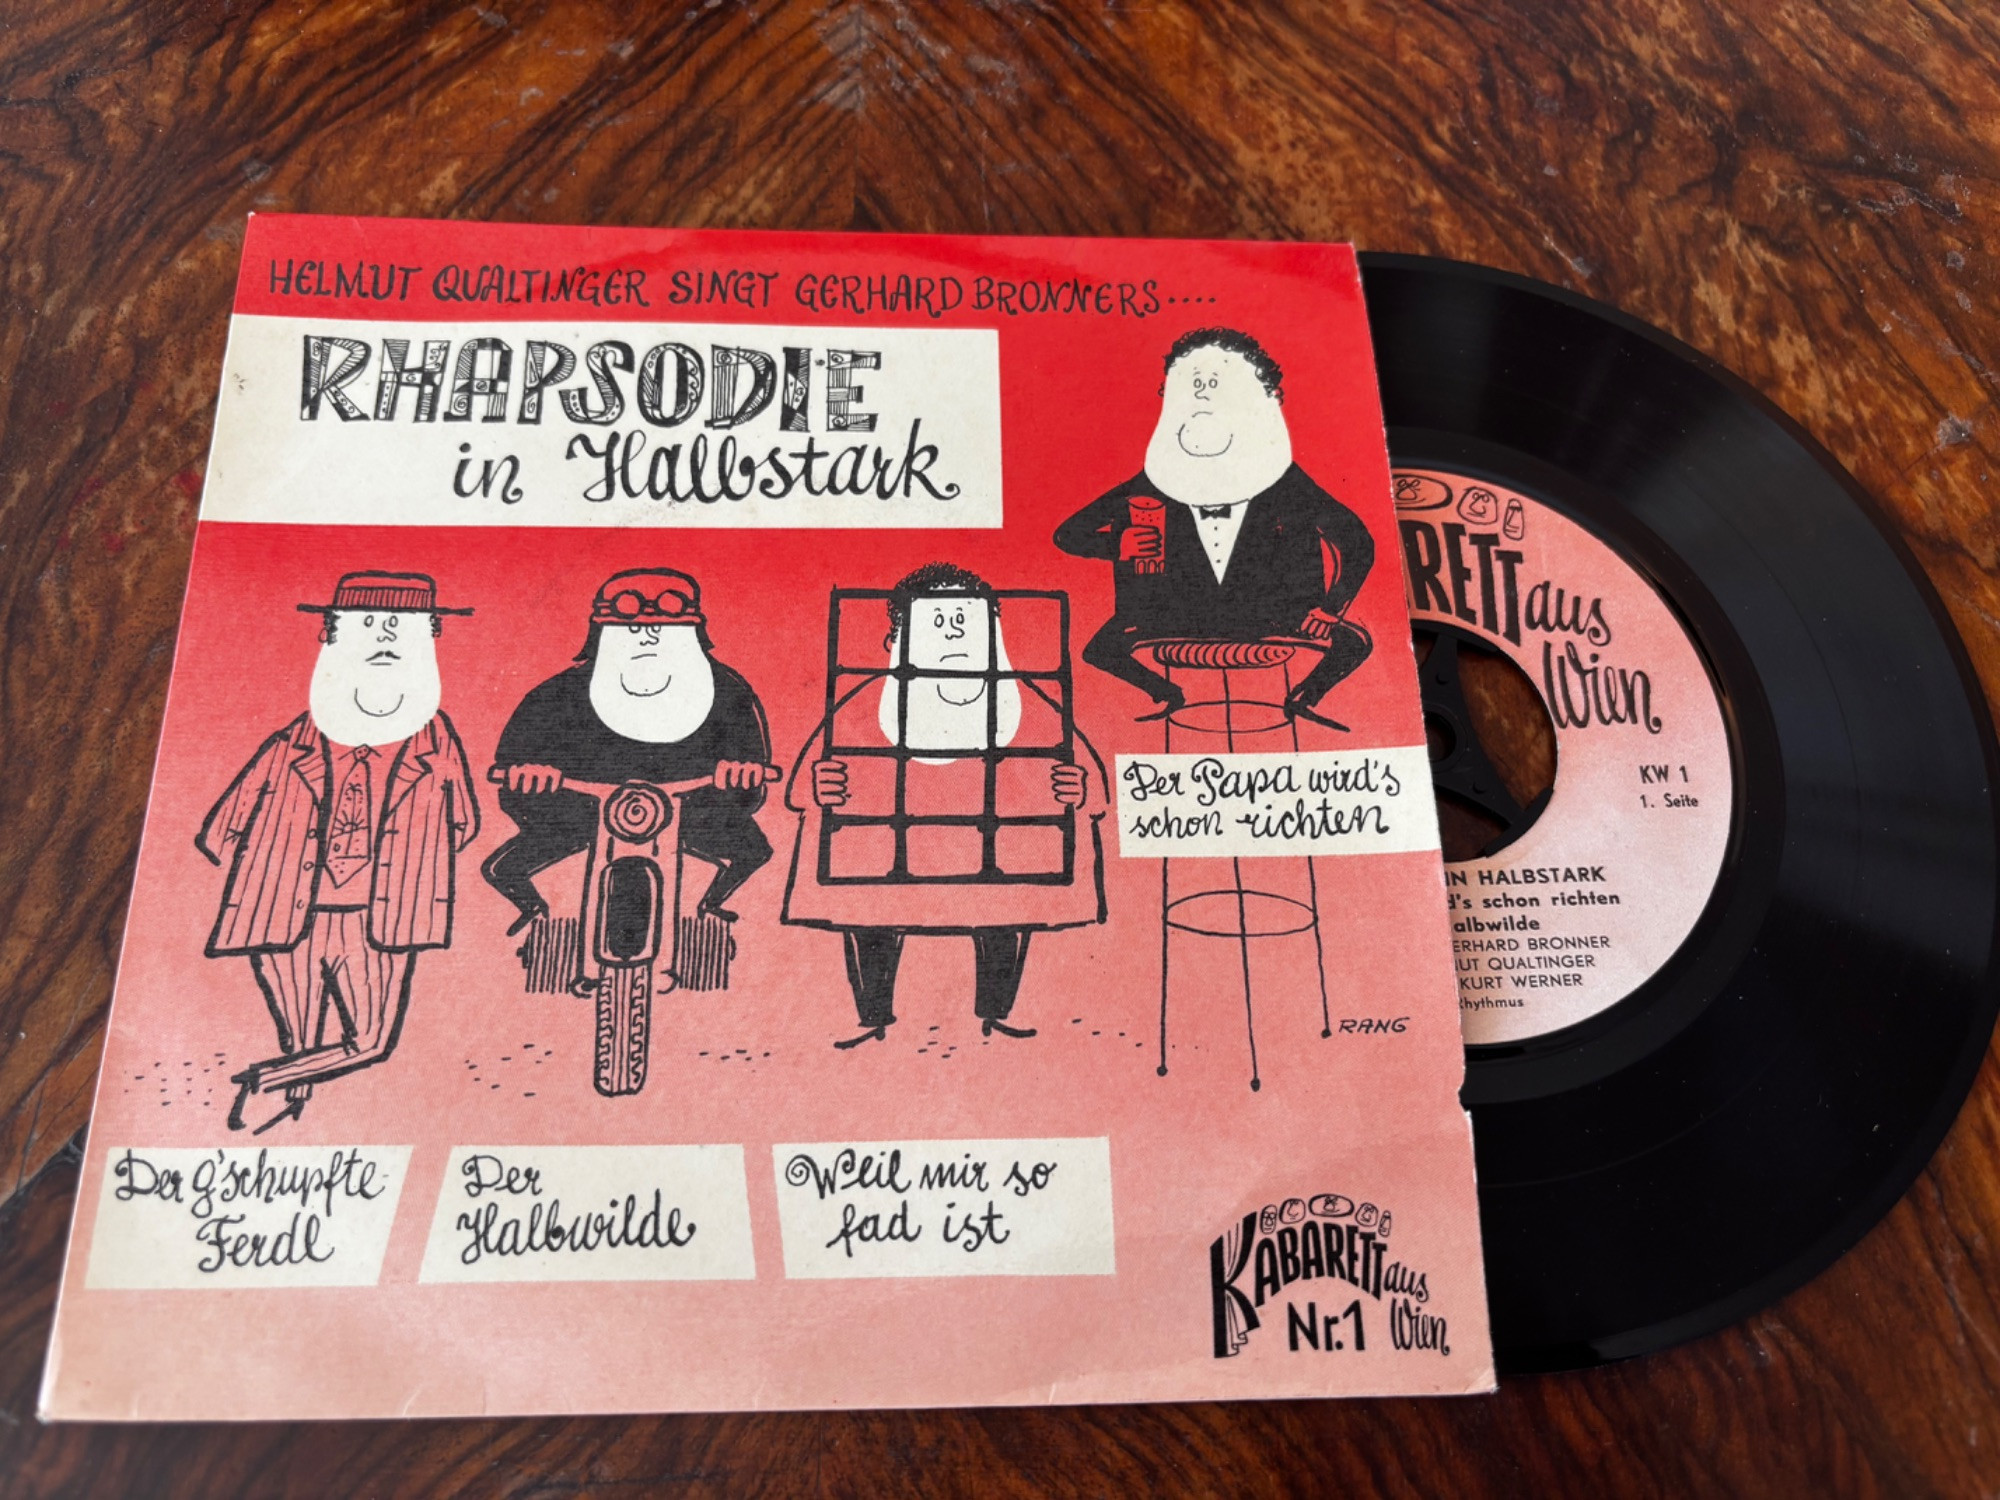 HELMUT QUALTINGER SINGT GERHARD BRONNERS....
RHAPSODIE
in Halbstark
Der Papa wird's
schon richten
RANG
Der g'schupfte
Ferdl
Der
Halbwilde
Weil mir so
fad ist
KABARETT aus
Nr.1 Wien
RETT aus
Wien
KW 1
1. Seite
IN HALBSTARK
d's schon richten
albwilde
ERHARD BRONNER
UT QUALTINGER
KURT WERNER
hythmus